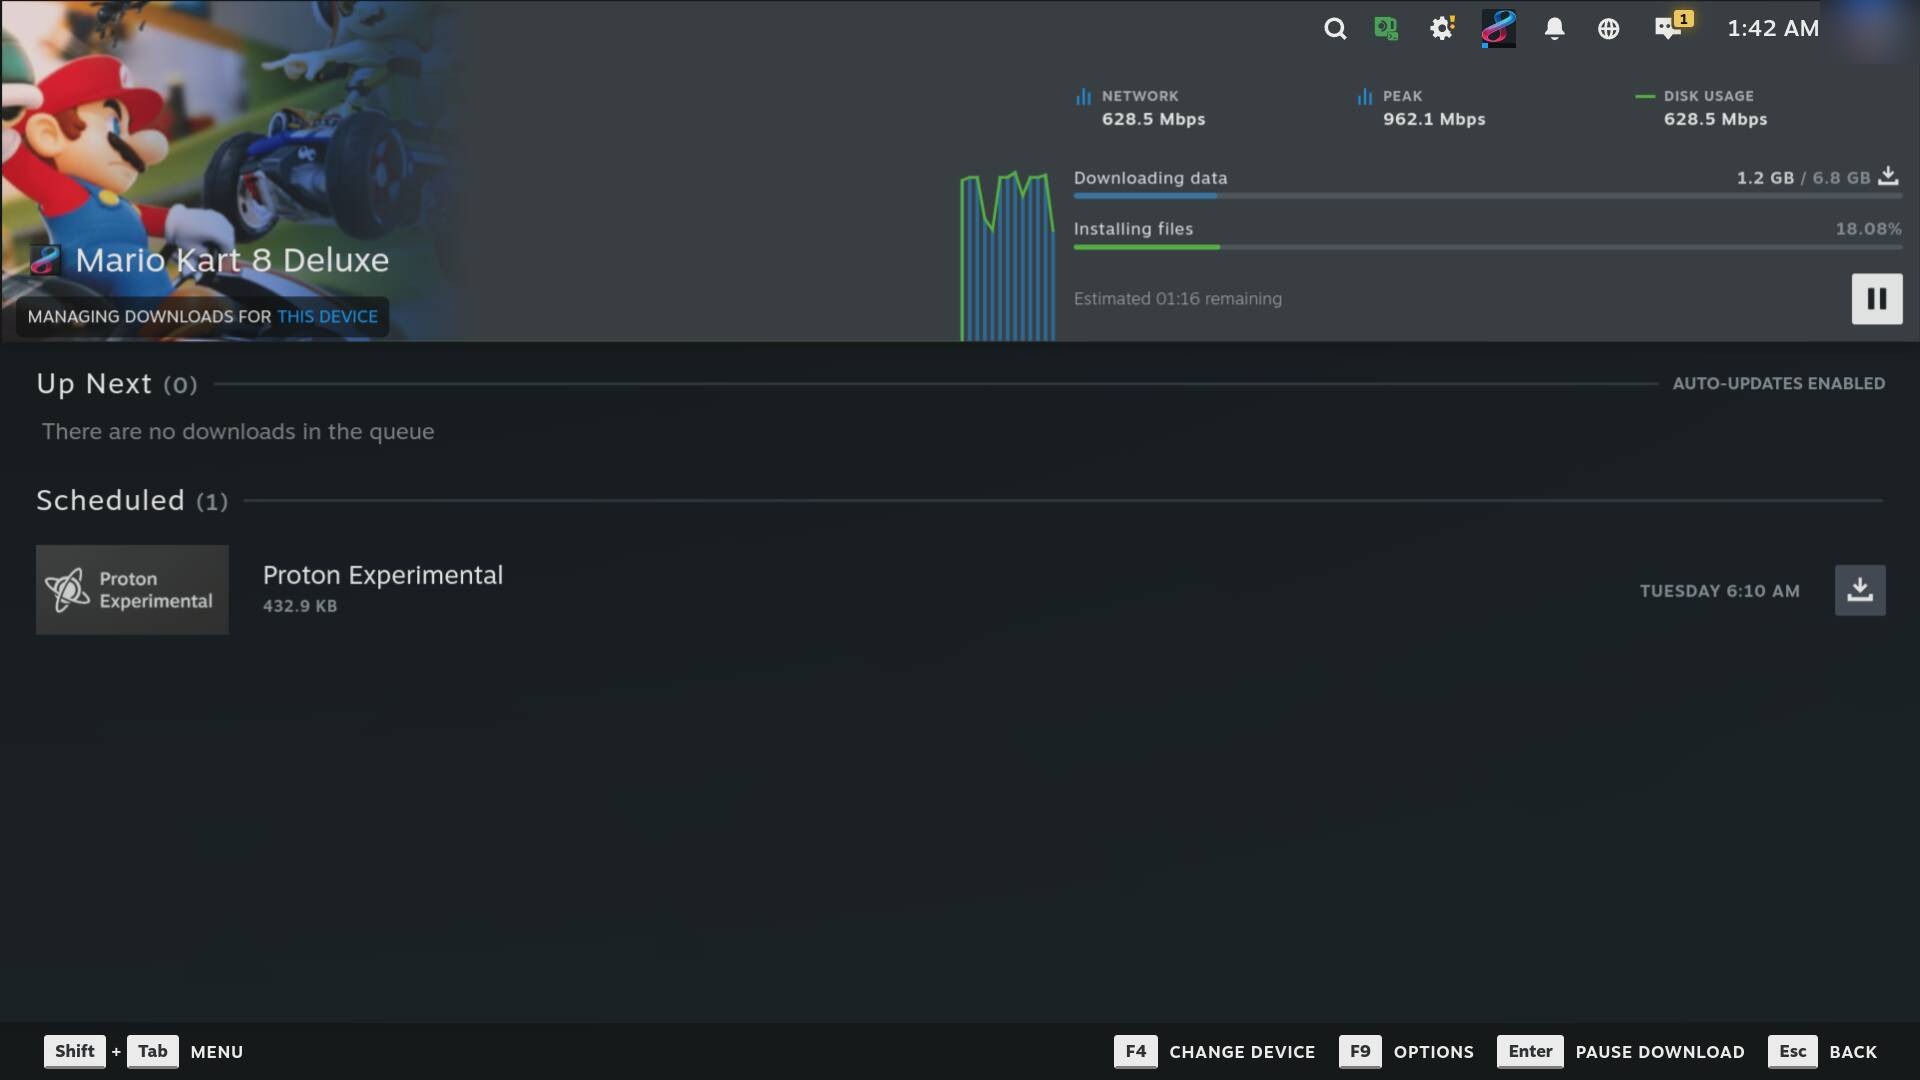 1
1:42 AM
NETWORK
628.5 Mbps
PEAK
962.1 Mbps
DISK USAGE
628.5 Mbps
Downloading data
1.2 GB / 6.8 GB
Installing files
18.08%
Estimated 01:16 remaining
Mario Kart 8 Deluxe
MANAGING DOWNLOADS FOR THIS DEVICE
Up Next (0)
AUTO-UPDATES ENABLED
There are no downloads in the queue
Scheduled (1)
Proton
Experimental
Proton Experimental
432.9 KB
TUESDAY 6:10 AM
Shift + Tab MENU
F4 CHANGE DEVICE
F9 OPTIONS
Enter PAUSE DOWNLOAD
Esc BACK